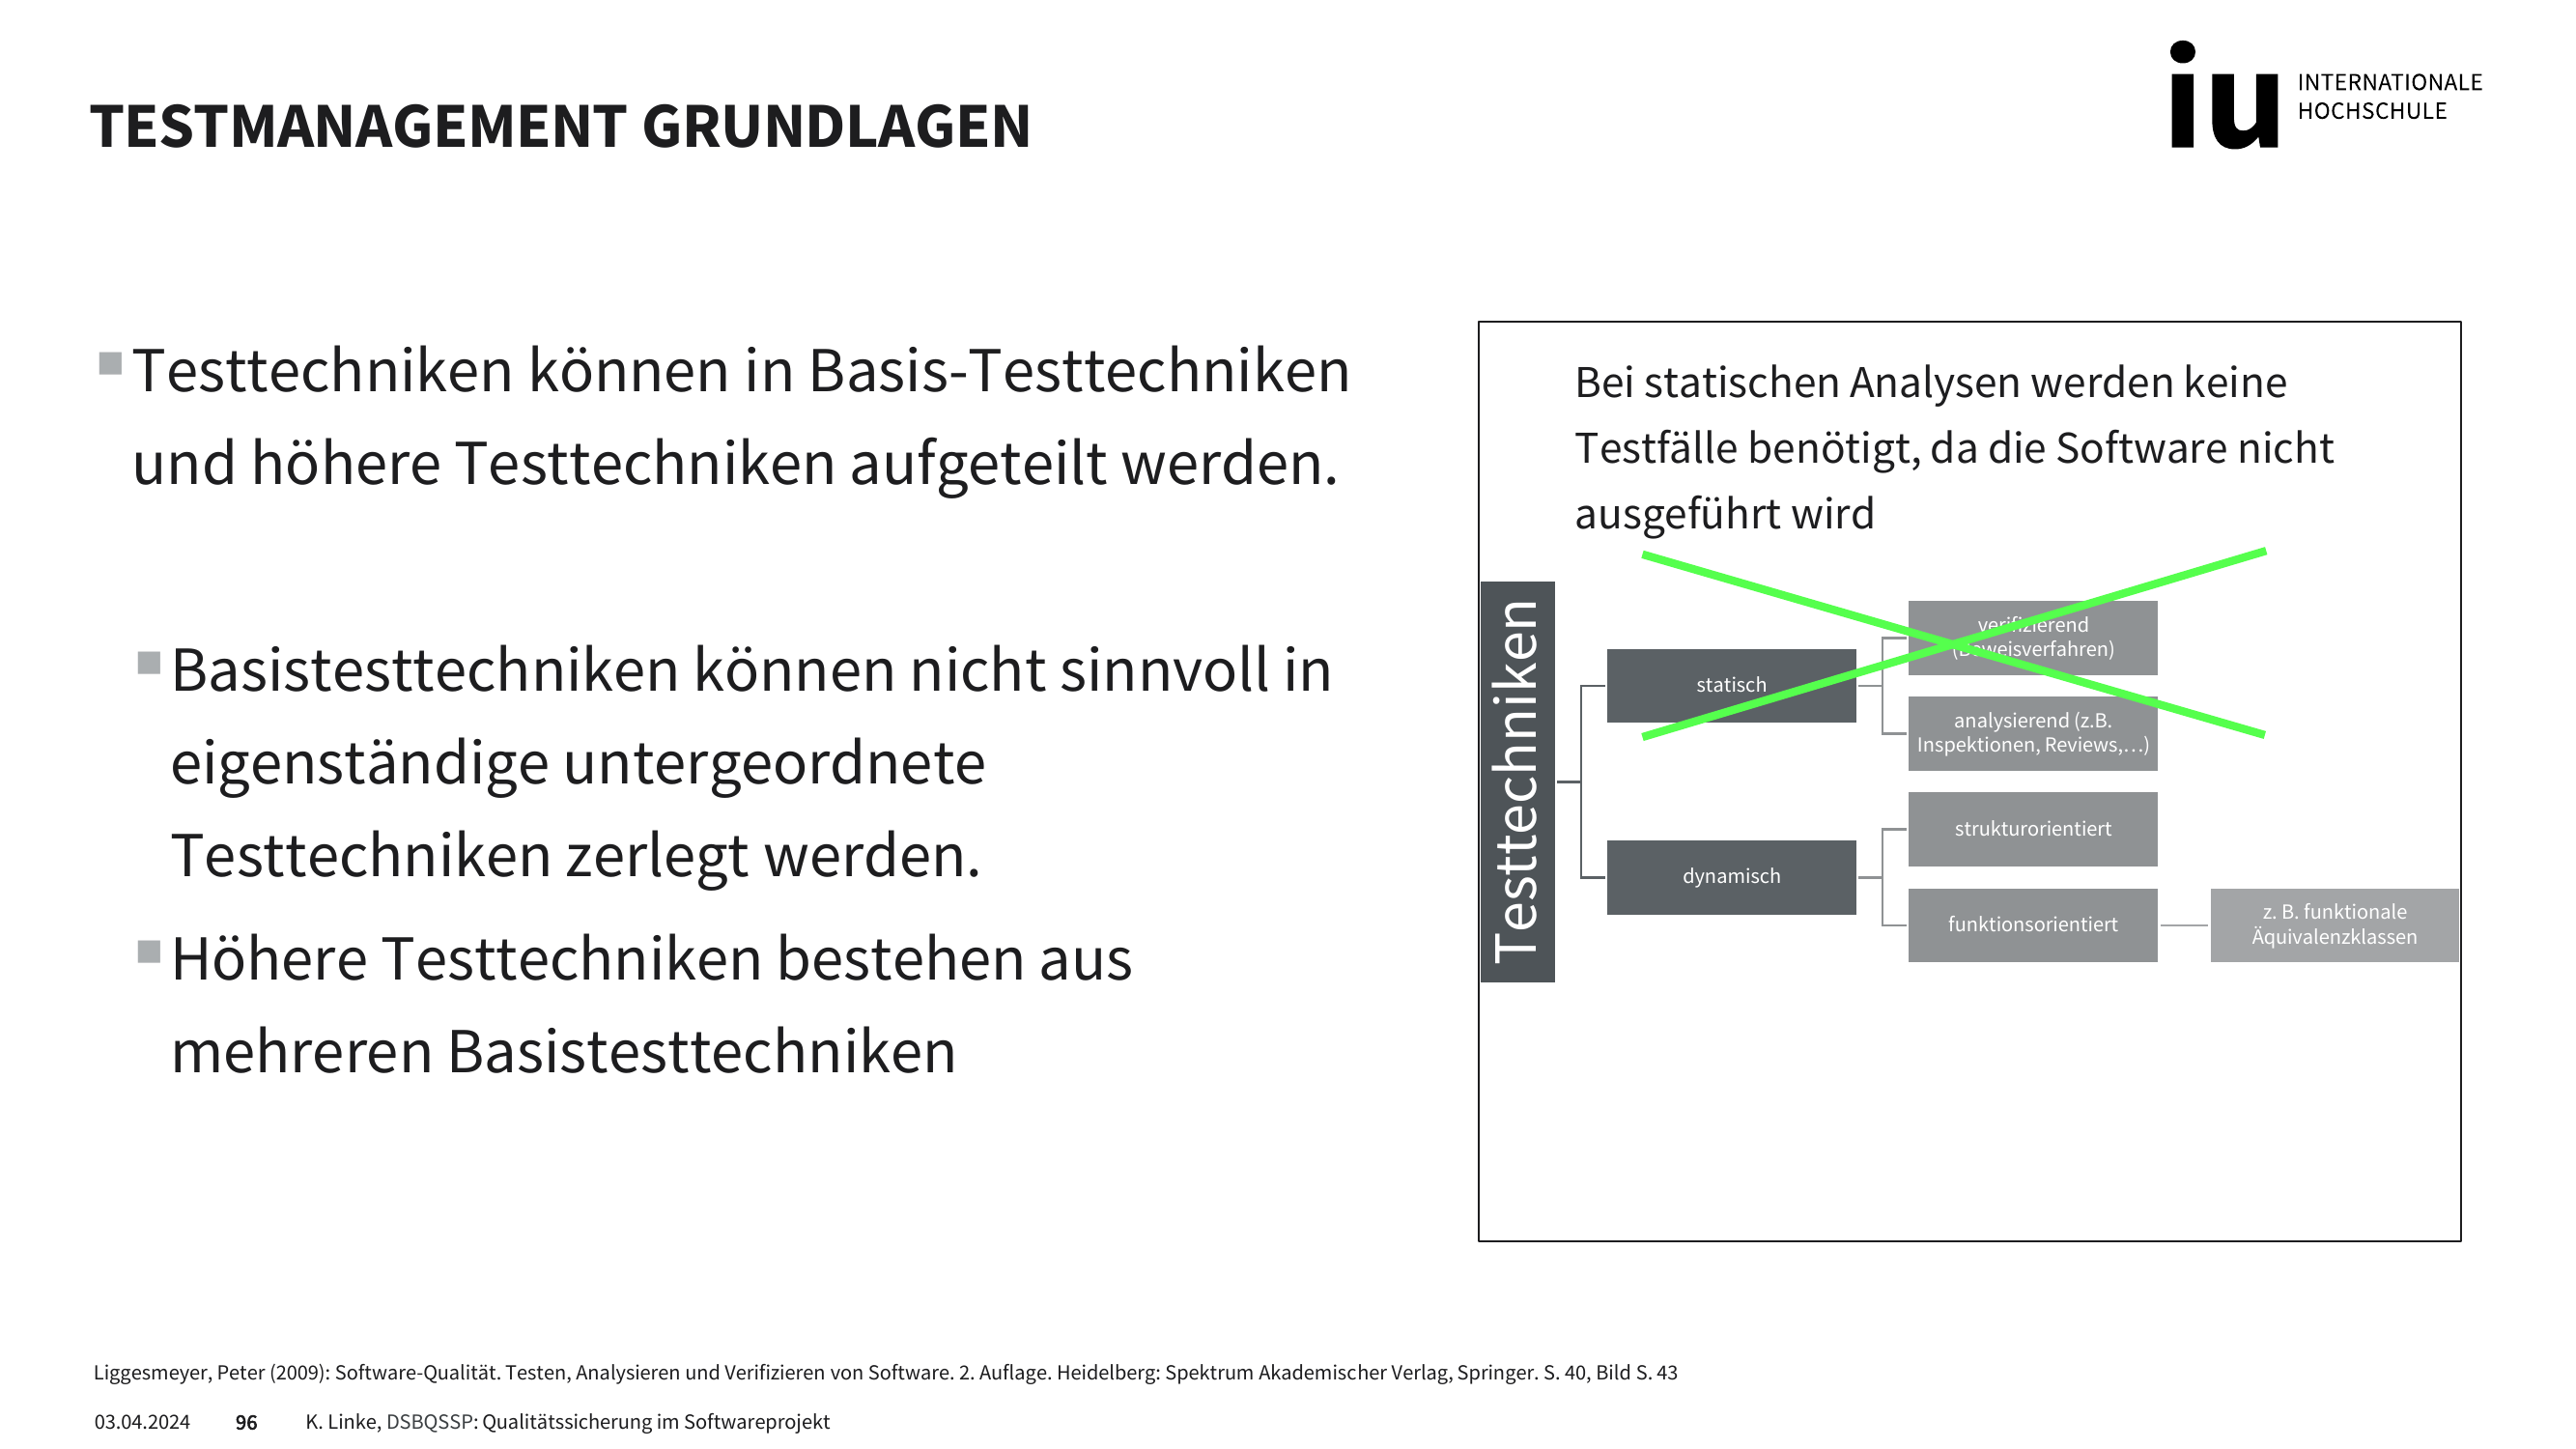 TESTMANAGEMENT GRUNDLAGEN
iu INTERNATIONALE
HOCHSCHULE
Testtechniken können in Basis-Testtechniken
und höhere Testtechniken aufgeteilt werden.
Basistesttechniken können nicht sinnvoll in
eigenständige untergeordnete
Testtechniken zerlegt werden.
Höhere Testtechniken bestehen aus
mehreren Basistesttechniken
Bei statischen Analysen werden keine
Testfälle benötigt, da die Software nicht
ausgeführt wird
Testtechniken
statisch
verifizierend
(Beweisverfahren)
analysierend (z.B.
Inspektionen, Reviews,…)
dynamisch
strukturorientiert
funktionsorientiert
z. B. funktionale
Äquivalenzklassen
Liggesmeyer, Peter (2009): Software-Qualität. Testen, Analysieren und Verifizieren von Software. 2. Auflage. Heidelberg: Spektrum Akademischer Verlag, Springer. S. 40, Bild S. 43
03.04.2024 96 K. Linke, DSBQSSP: Qualitätssicherung im Softwareprojekt